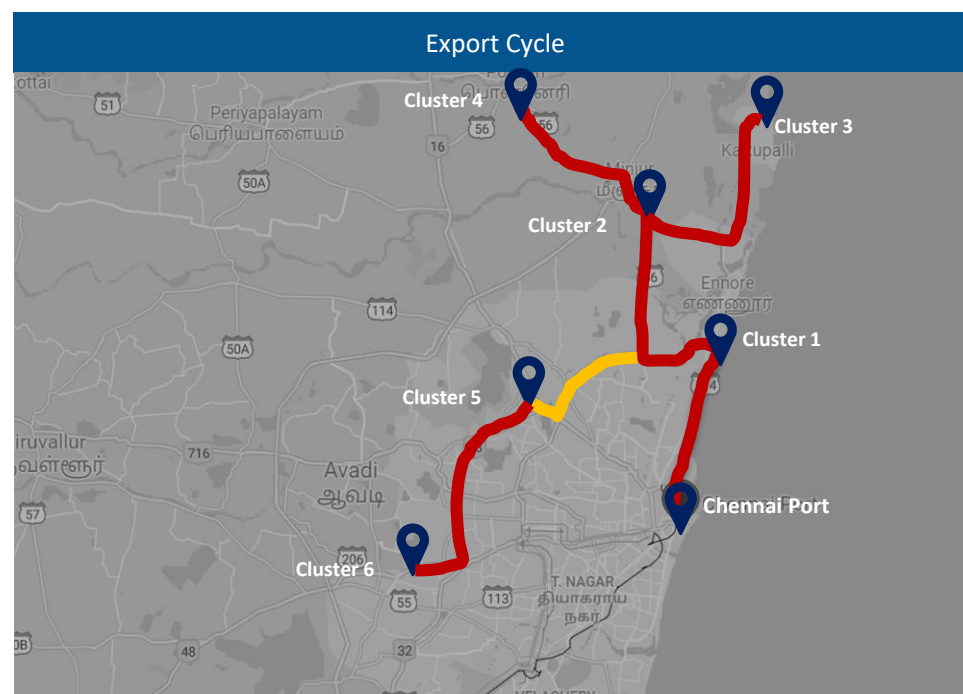 Export Cycle
51
Periyapalayam
பெரியபாளையம்
Cluster 4
56
56
16
Cluster 3
Minjur
50A
Cluster 2
Ennore
எண்ணூர்
114
Cluster 1
50A
Cluster 5
716
Avadi
ஆவடி
57
Chennai Port
206
Cluster 6
55
113
T. NAGAR
தியாகராய
நகர்
48
32